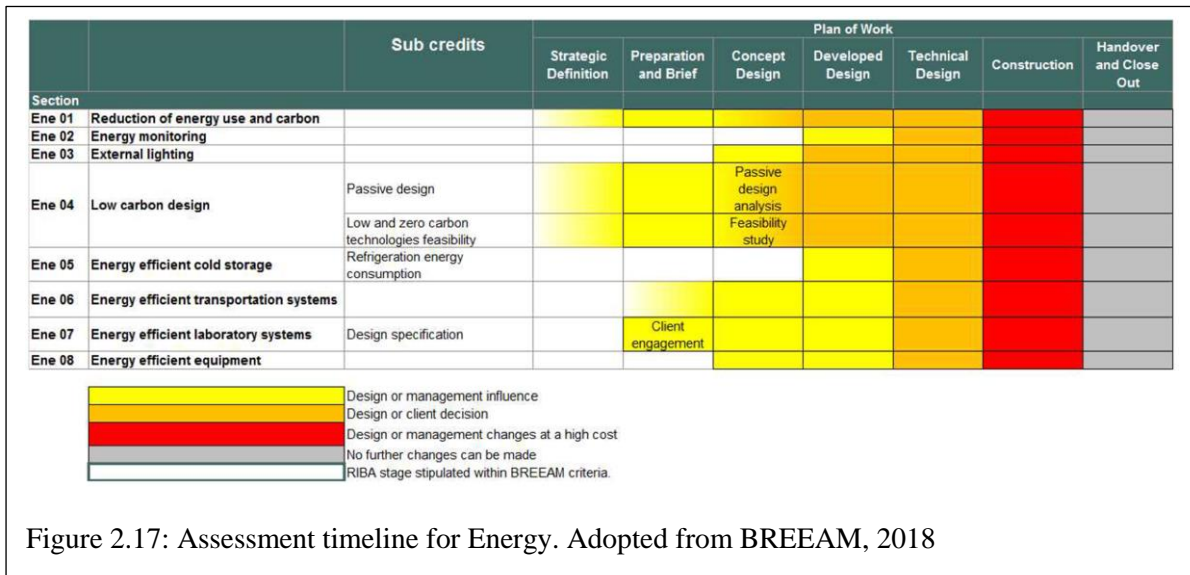 Plan of Work
Sub credits
Strategic Definition
Preparation and Brief
Concept Design
Developed Design
Technical Design
Construction
Handover and Close Out
Section
Ene 01 Reduction of energy use and carbon
Ene 02 Energy monitoring
Ene 03 External lighting
Ene 04 Low carbon design
Passive design
Passive
design
analysis
Low and zero carbon
technologies feasibility
Feasibility
study
Ene 05 Energy efficient cold storage
Refrigeration energy
consumption
Ene 06 Energy efficient transportation systems
Ene 07 Energy efficient laboratory systems Design specification
Client
engagement
Ene 08 Energy efficient equipment
Design or management influence
Design or client decision
Design or management changes at a high cost
No further changes can be made
RIBA stage stipulated within BREEAM criteria.
Figure 2.17: Assessment timeline for Energy. Adopted from BREEAM, 2018